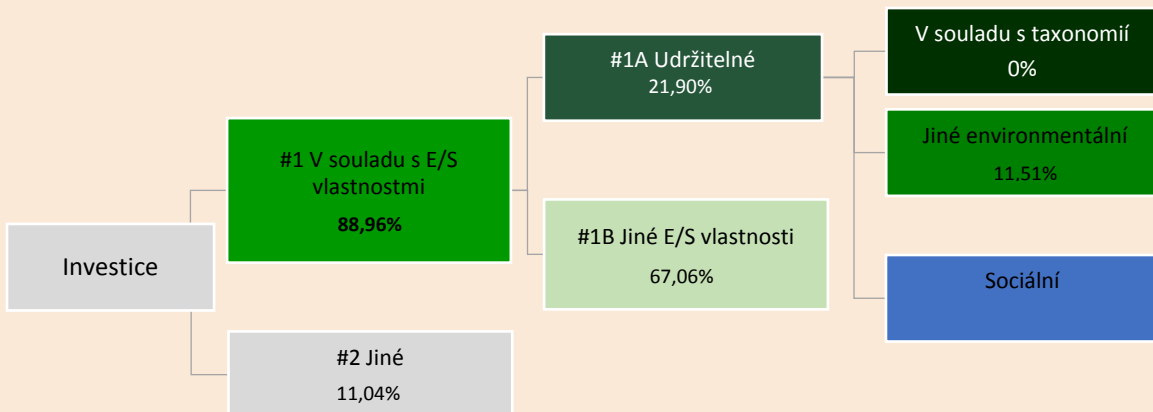 Investice
#1 V souladu s E/S
vlastnostmi
88,96%
#2 Jiné
11,04%
#1A Udržitelné
21,90%
#1B Jiné E/S vlastnosti
67,06%
V souladu s taxonomií
0%
Jiné environmentální
11,51%
Sociální